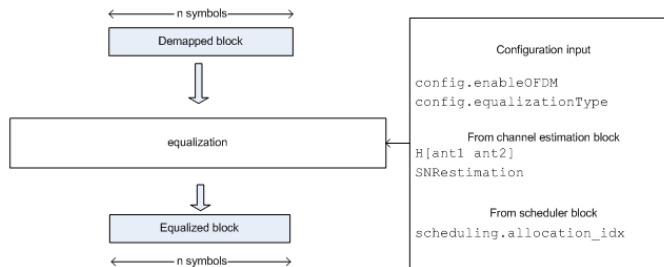 n symbols
Demapped block
equalization
Equalized block
n symbols
Configuration input
config.enableOFDM
config.equalizationType
From channel estimation block
H[ant1 ant2]
SNRestimation
From scheduler block
scheduling.allocation_idx